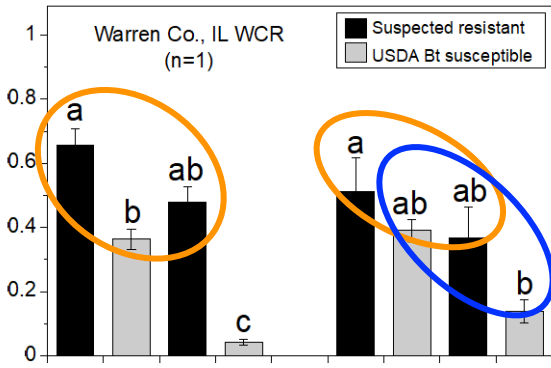 1
Warren Co., IL WCR
(n=1)
Suspected resistant
USDA Bt susceptible
0.8
a
a
0.6
ab
ab
ab
b
0.4
0.2
b
c
0